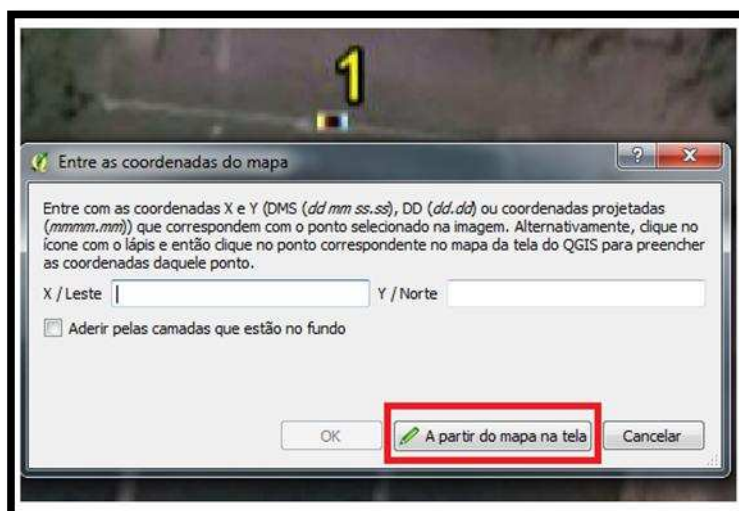 1
Entre as coordenadas do mapa
Entre com as coordenadas X e Y (DMS (dd mm ss.ss), DD (dd.dd) ou coordenadas projetadas
(mmmm.mm)) que correspondem com o ponto selecionado na imagem. Alternativamente, clique no
ícone com o lápis e então clique no ponto correspondente no mapa da tela do QGIS para preencher
as coordenadas daquele ponto.
X / Leste Y / Norte
Aderir pelas camadas que estão no fundo
OK A partir do mapa na tela Cancelar